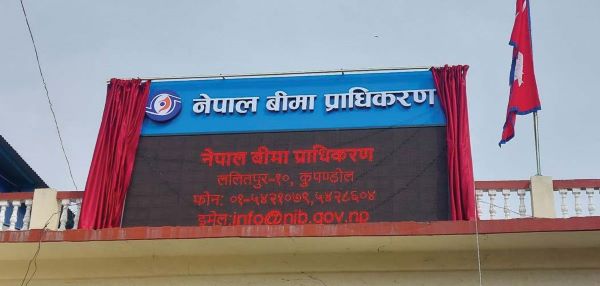 नेपाल बीमा प्राधिकरण
नेपाल बीमा प्राधिकरण
ललितपुर-१०, कुपण्डोल
फोन: ०१-५४२१०७९,५४२८६०४
इमेल:info@nib.gov.np